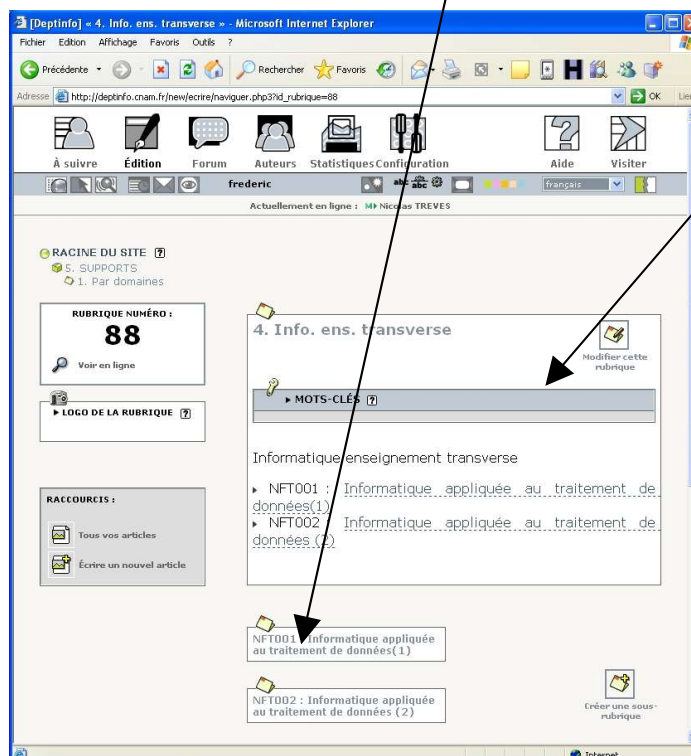 [Deptinfo] « 4. Info. ens. transverse » - Microsoft Internet Explorer
Fichier Edition Affichage Favoris Outils ?
Précédente Rechercher Favoris
Adresse http://deptinfo.cnam.fr/new/ecrire/naviguer.php3?id_rubrique=88 OK Lien
À suivre Édition Forum Auteurs Statistiques Configuration Aide Visiter
frederic abc abc français
Actuellement en ligne : Nicolas TREVES
RACINE DU SITE ?
5. SUPPORTS
1. Par domaines
RUBRIQUE NUMÉRO :
88
Voir en ligne
LOGO DE LA RUBRIQUE ?
RACCOURCIS :
Tous vos articles
Écrire un nouvel article
4. Info. ens. transverse
Modifier cette
rubrique
MOTS-CLÉS ?
Informatique enseignement transverse
NFT001 : Informatique appliquée au traitement de
données(1)
NFT002 : Informatique appliquée au traitement de
données (2)
NFT001 : Informatique appliquée
au traitement de données(1)
NFT002 : Informatique appliquée
au traitement de données (2)
Créer une sous-
rubrique
Internet